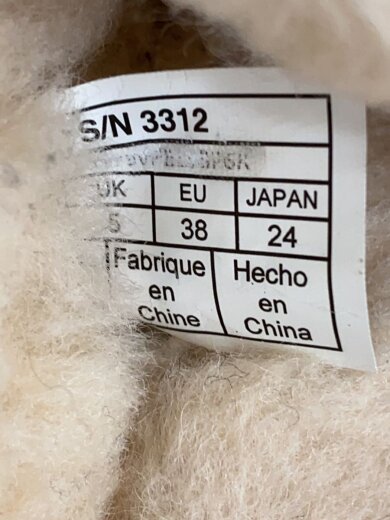 S/N 3312
UK EU JAPAN
5 38 24
Fabrique Hecho
en en
Chine China